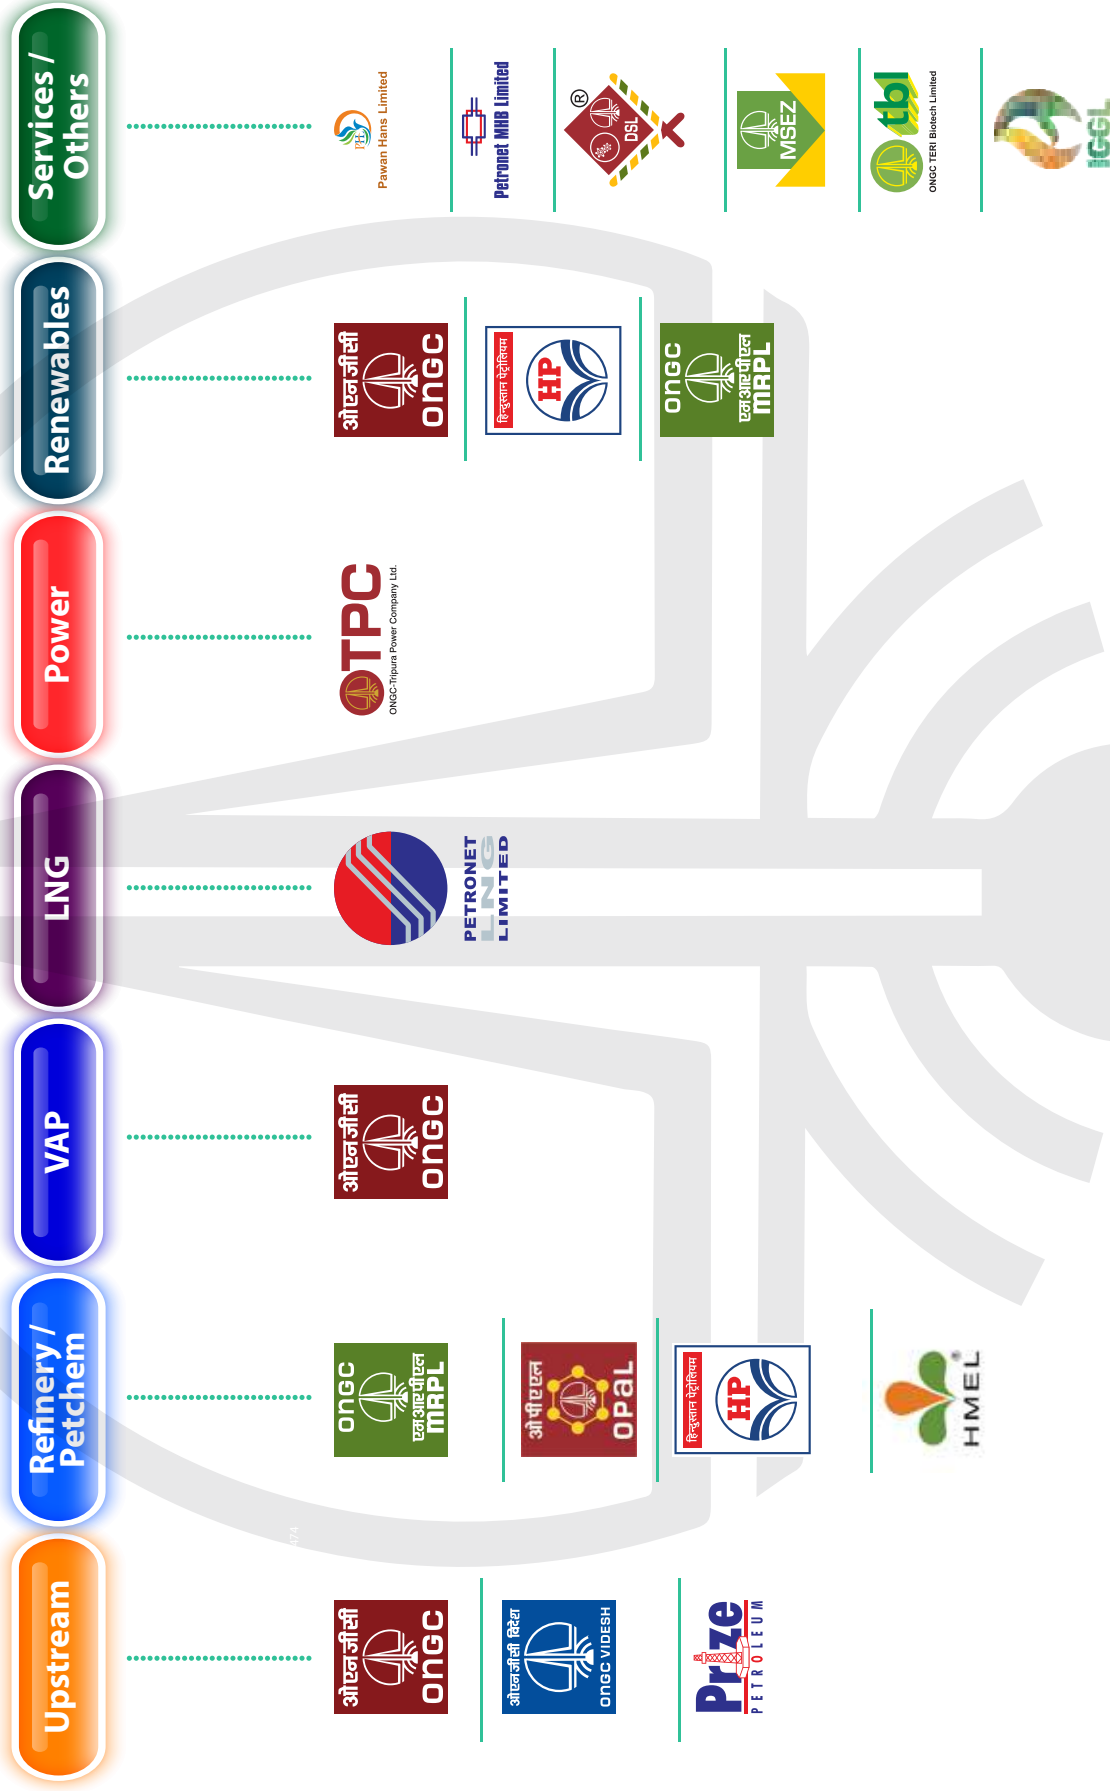 Upstream
ओएनजीसी
ONGC
ओएनजीसी विदेश
ONGC VIDESH
Prize
PETROLEUM
Refinery /
Petchem
ONGC
एमआरपीएल
MRPL
ओपीएएल
OPaL
हिन्दुस्तान पेट्रोलियम
HP
HMEL
®
VAP
ओएनजीसी
ONGC
LNG
PETRONET
LNG
LIMITED
Power
OTPC
ONGC-Tripura Power Company Ltd.
Renewables
ओएनजीसी
ONGC
हिन्दुस्तान पेट्रोलियम
HP
ONGC
एमआरपीएल
MRPL
Services /
Others
PHL
Pawan Hans Limited
Petronet MHB Limited
®
DSL
MSEZ
tbl
ONGC TERI Biotech Limited
IGGL
474